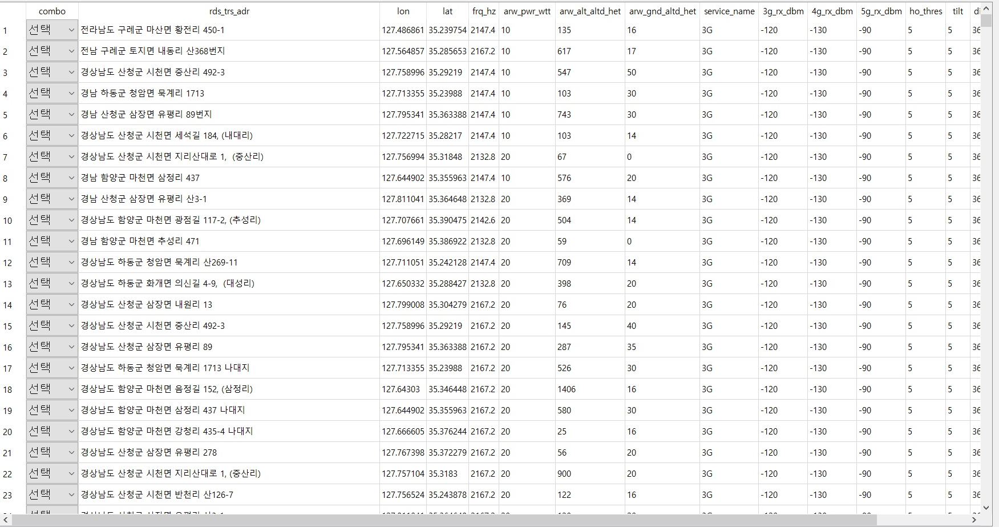 combo rds_trs_adr lon lat frq_hz arw_pwr_wtt arw_alt_altd_het arw_gnd_altd_het service_name 3g_rx_dbm 4g_rx_dbm 5g_rx_dbm ho_thres tilt di
1 선택 전라남도 구례군 마산면 황전리 450-1 127.486861 35.239754 2147.4 10 135 16 3G -120 -130 -90 5 5 36
2 선택 전남 구례군 토지면 내동리 산368번지 127.564857 35.285653 2167.2 10 617 17 3G -120 -130 -90 5 5 36
3 선택 경상남도 산청군 시천면 중산리 492-3 127.758996 35.29219 2147.4 10 547 50 3G -120 -130 -90 5 5 36
4 선택 경남 하동군 청암면 묵계리 1713 127.713355 35.23988 2147.4 10 103 30 3G -120 -130 -90 5 5 36
5 선택 경남 산청군 삼장면 유평리 89번지 127.795341 35.363388 2147.4 10 743 30 3G -120 -130 -90 5 5 36
6 선택 경상남도 산청군 시천면 세석길 184, (내대리) 127.722715 35.28217 2147.4 10 103 14 3G -120 -130 -90 5 5 36
7 선택 경상남도 산청군 시천면 지리산대로 1,  (중산리) 127.756994 35.31848 2132.8 20 67 0 3G -120 -130 -90 5 5 36
8 선택 경남 함양군 마천면 삼정리 437 127.644902 35.355963 2147.4 10 576 20 3G -120 -130 -90 5 5 36
9 선택 경남 산청군 삼장면 유평리 산3-1 127.811041 35.364648 2132.8 20 369 14 3G -120 -130 -90 5 5 36
10 선택 경상남도 함양군 마천면 광점길 117-2, (추성리) 127.707661 35.390475 2142.6 20 504 14 3G -120 -130 -90 5 5 36
11 선택 경남 함양군 마천면 추성리 471 127.696149 35.386922 2132.8 20 59 0 3G -120 -130 -90 5 5 36
12 선택 경상남도 하동군 청암면 묵계리 산269-11 127.711051 35.242128 2147.4 20 709 14 3G -120 -130 -90 5 5 36
13 선택 경상남도 하동군 화개면 의신길 4-9,  (대성리) 127.650332 35.288427 2132.8 20 398 20 3G -120 -130 -90 5 5 36
14 선택 경상남도 산청군 삼장면 내원리 13 127.799008 35.304279 2167.2 20 76 20 3G -120 -130 -90 5 5 36
15 선택 경상남도 산청군 시천면 중산리 492-3 127.758996 35.29219 2167.2 20 145 40 3G -120 -130 -90 5 5 36
16 선택 경상남도 산청군 삼장면 유평리 89 127.795341 35.363388 2167.2 20 287 35 3G -120 -130 -90 5 5 36
17 선택 경상남도 하동군 청암면 묵계리 1713 나대지 127.713355 35.23988 2167.2 20 526 30 3G -120 -130 -90 5 5 36
18 선택 경상남도 함양군 마천면 음정길 152, (삼정리) 127.64303 35.346448 2167.2 20 1406 16 3G -120 -130 -90 5 5 36
19 선택 경상남도 함양군 마천면 삼정리 437 나대지 127.644902 35.355963 2167.2 20 580 30 3G -120 -130 -90 5 5 36
20 선택 경상남도 함양군 마천면 강청리 435-4 나대지 127.666605 35.376244 2167.2 20 25 16 3G -120 -130 -90 5 5 36
21 선택 경상남도 산청군 삼장면 유평리 278 127.767398 35.372279 2167.2 20 56 20 3G -120 -130 -90 5 5 36
22 선택 경상남도 산청군 시천면 지리산대로 1, (중산리) 127.757104 35.3183 2167.2 20 900 20 3G -120 -130 -90 5 5 36
23 선택 경상남도 산청군 시천면 반천리 산126-7 127.756524 35.243878 2167.2 20 122 16 3G -120 -130 -90 5 5 36